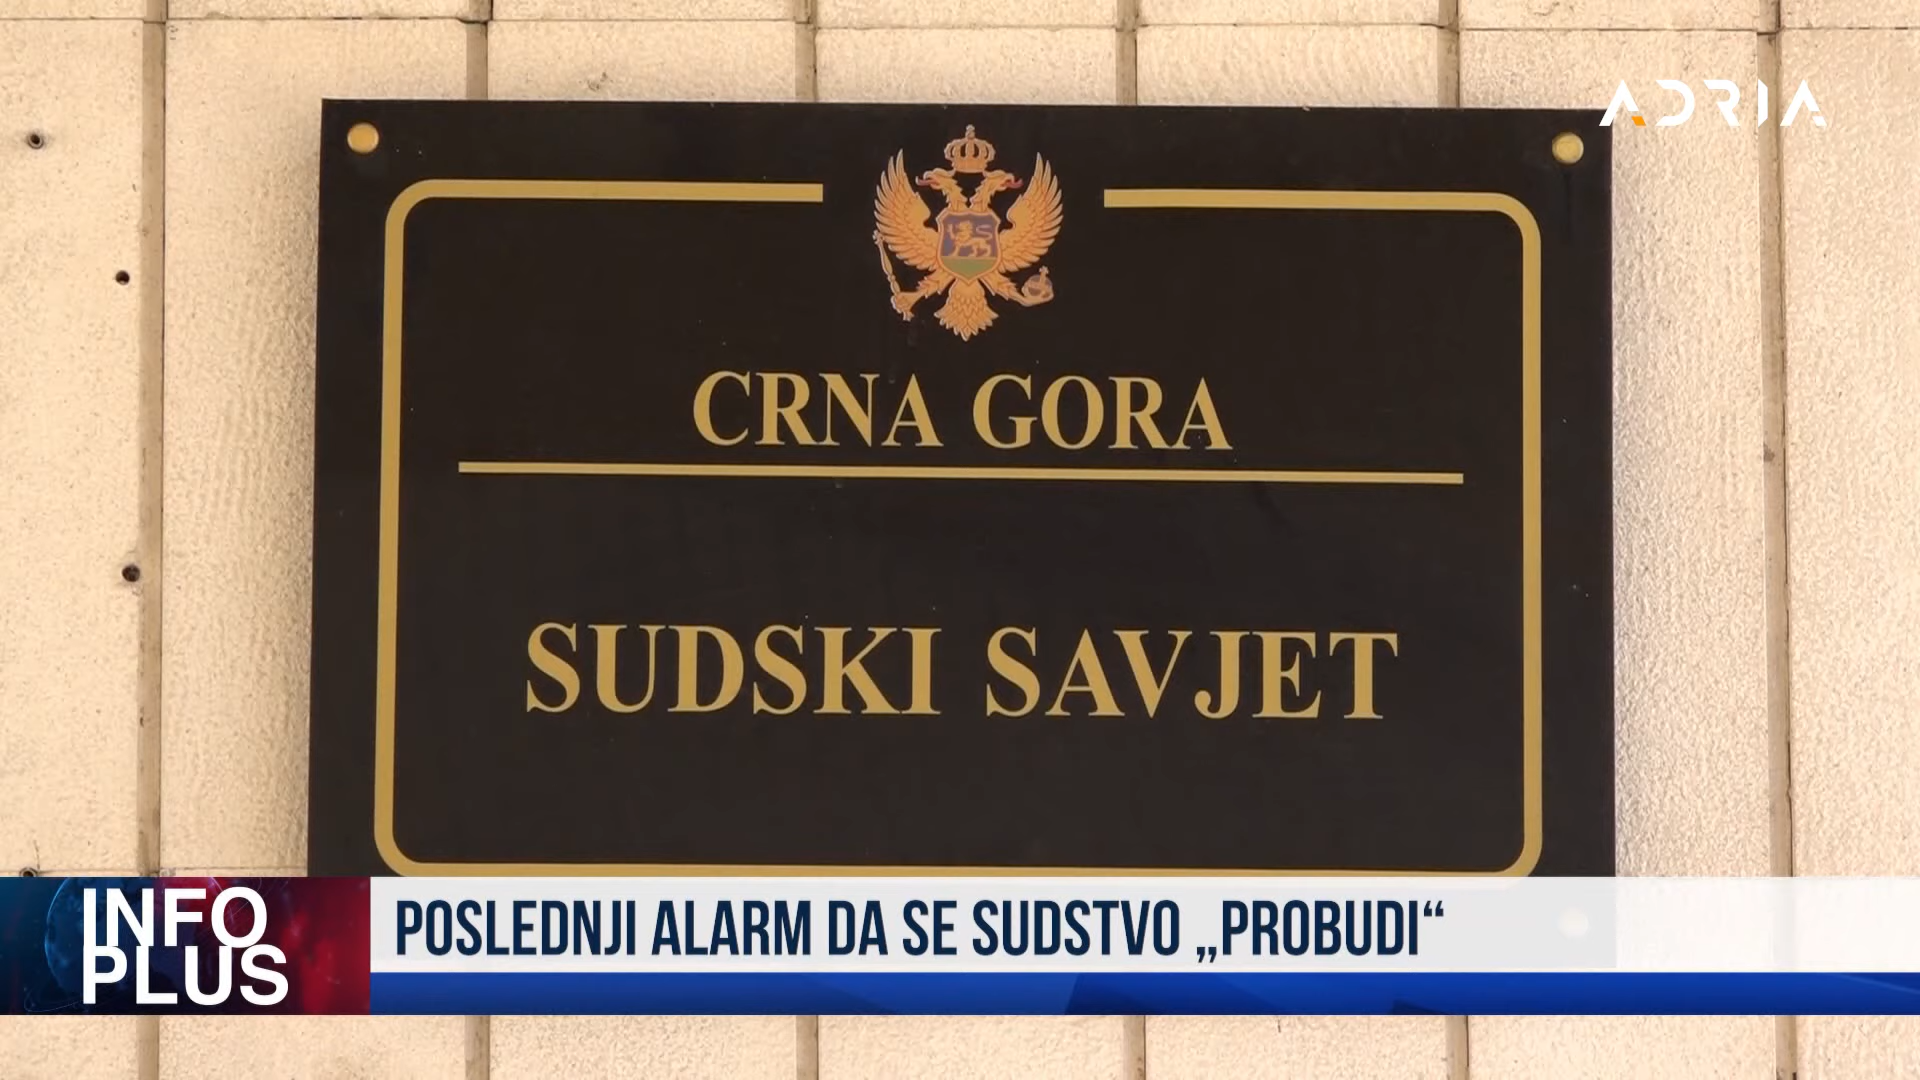 ADRIA
CRNA GORA
SUDSKI SAVJET
INFO
PLUS
POSLEDNJI ALARM DA SE SUDSTVO „PROBUDI“